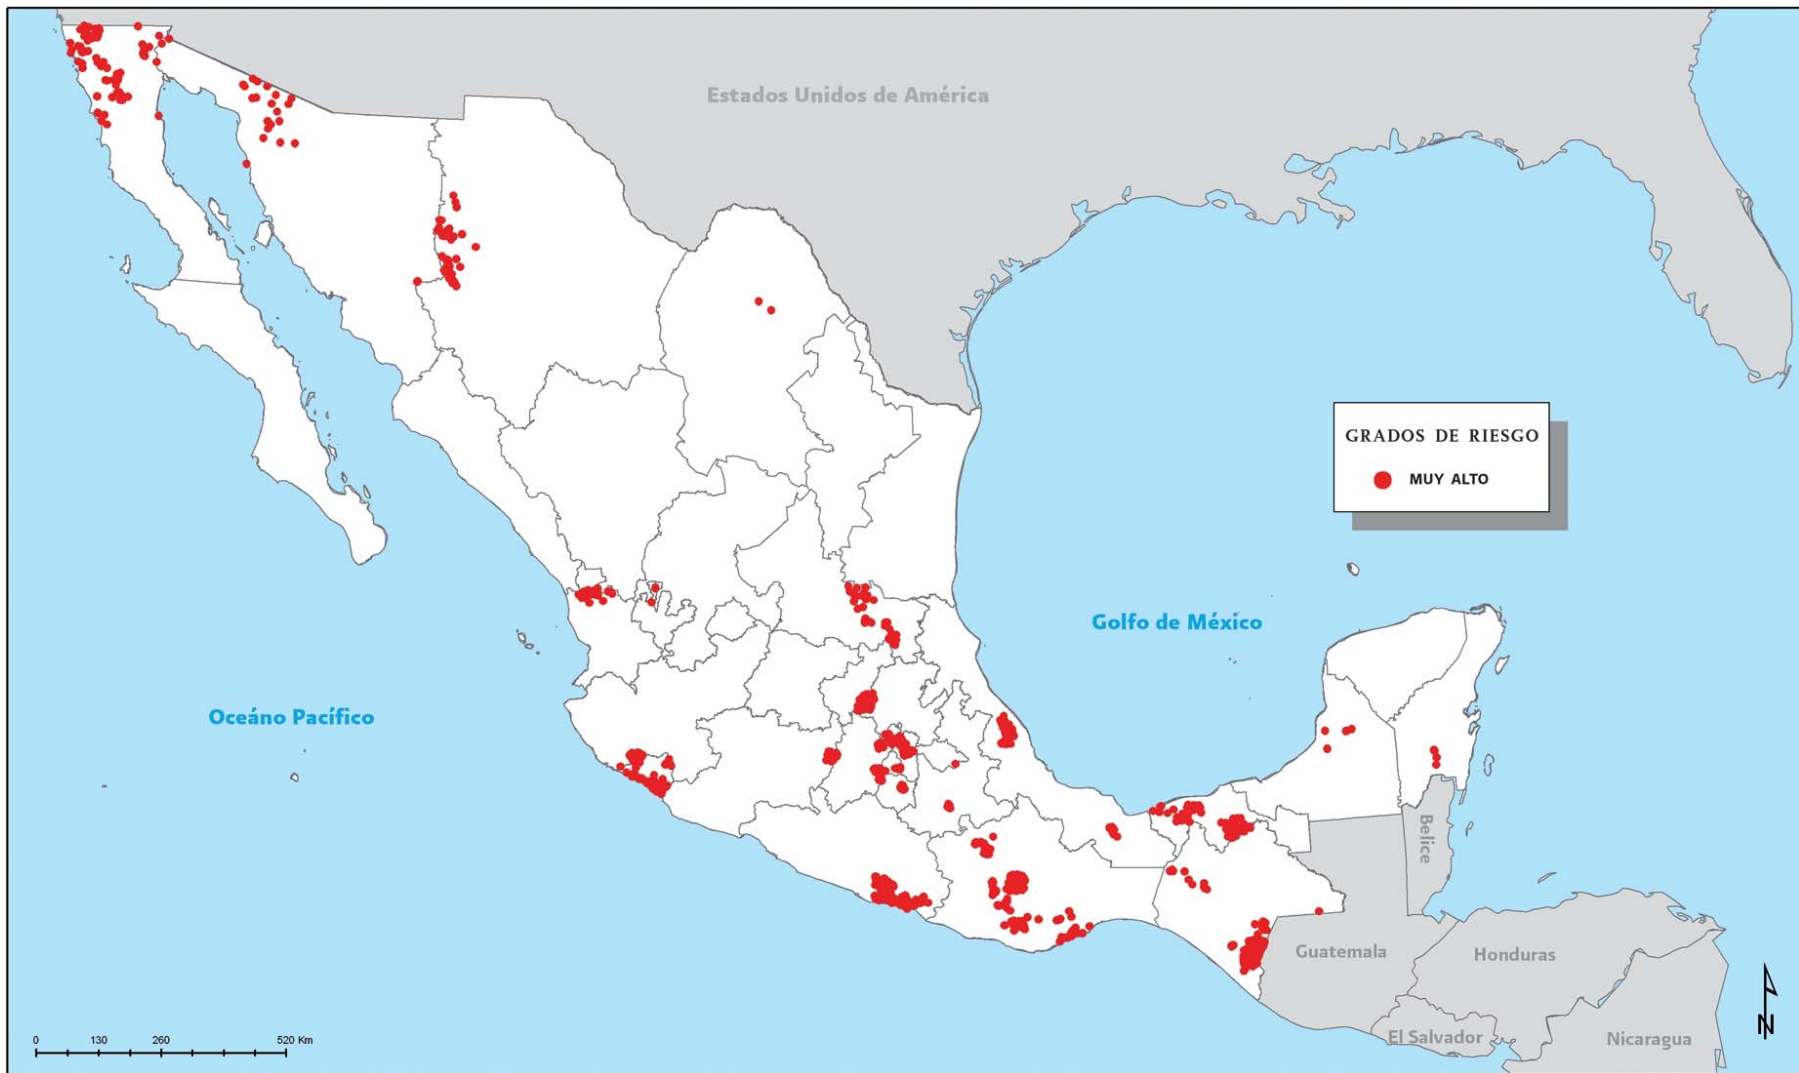 Estados Unidos de América
GRADOS DE RIESGO
MUY ALTO
Golfo de México
Oceáno Pacífico
Belice
Guatemala
Honduras
El Salvador
Nicaragua
N
0 130 260 520 Km